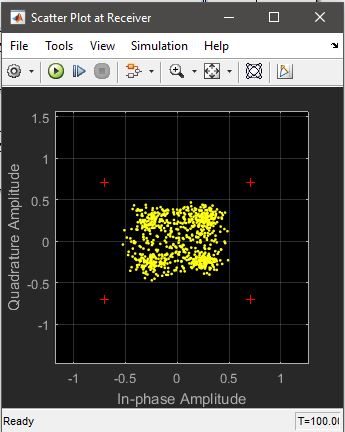 Scatter Plot at Receiver
File Tools View Simulation Help
1.5
1
0.5
0
-0.5
-1
Quadrature Amplitude
-1 -0.5 0 0.5 1
In-phase Amplitude
Ready T=100.0